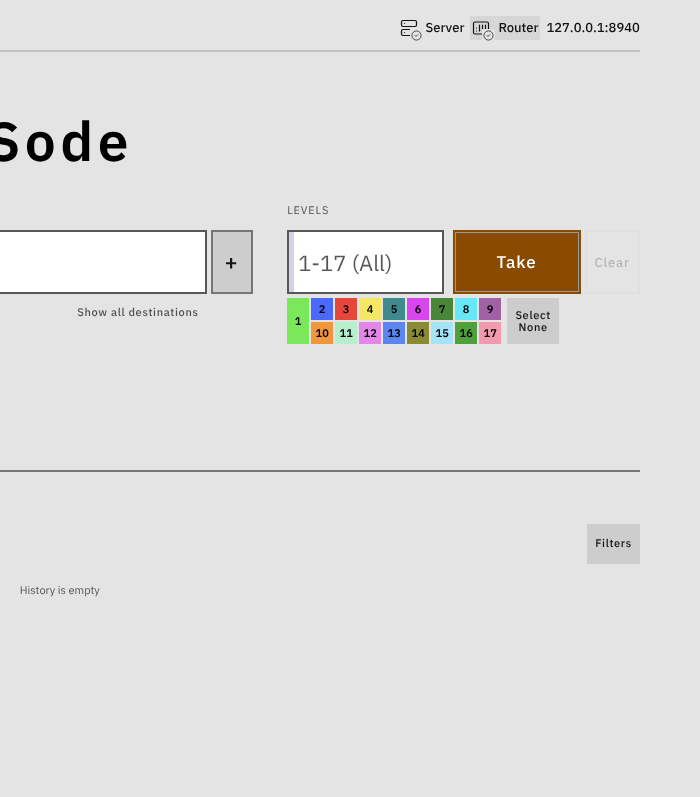 Server Router 127.0.0.1:8940
Sode
LEVELS
+ 1-17 (All) Take Clear
Show all destinations
1 2 3 4 5 6 7 8 9
10 11 12 13 14 15 16 17
Select
None
Filters
History is empty